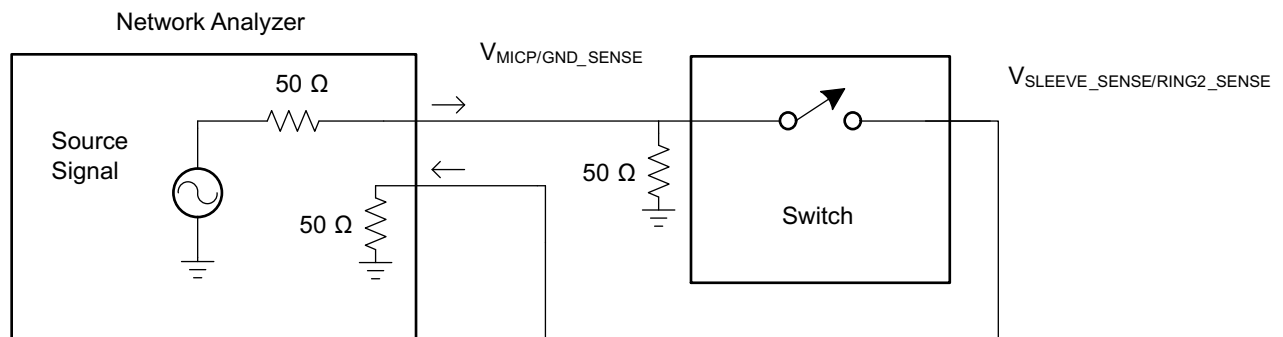 Network Analyzer
50 Ω
V_MICP/GND_SENSE
V_SLEEVE_SENSE/RING2_SENSE
Source
Signal
50 Ω
50 Ω
Switch